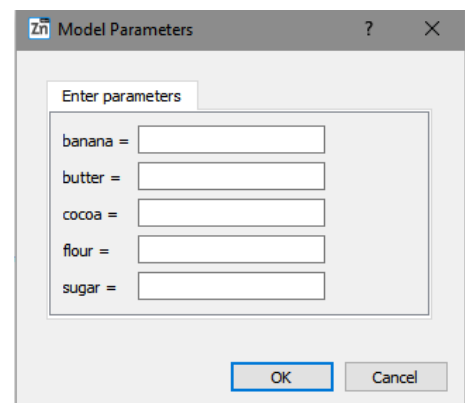 Zn Model Parameters ? ×
Enter parameters
banana =
butter =
cocoa =
flour =
sugar =
OK Cancel